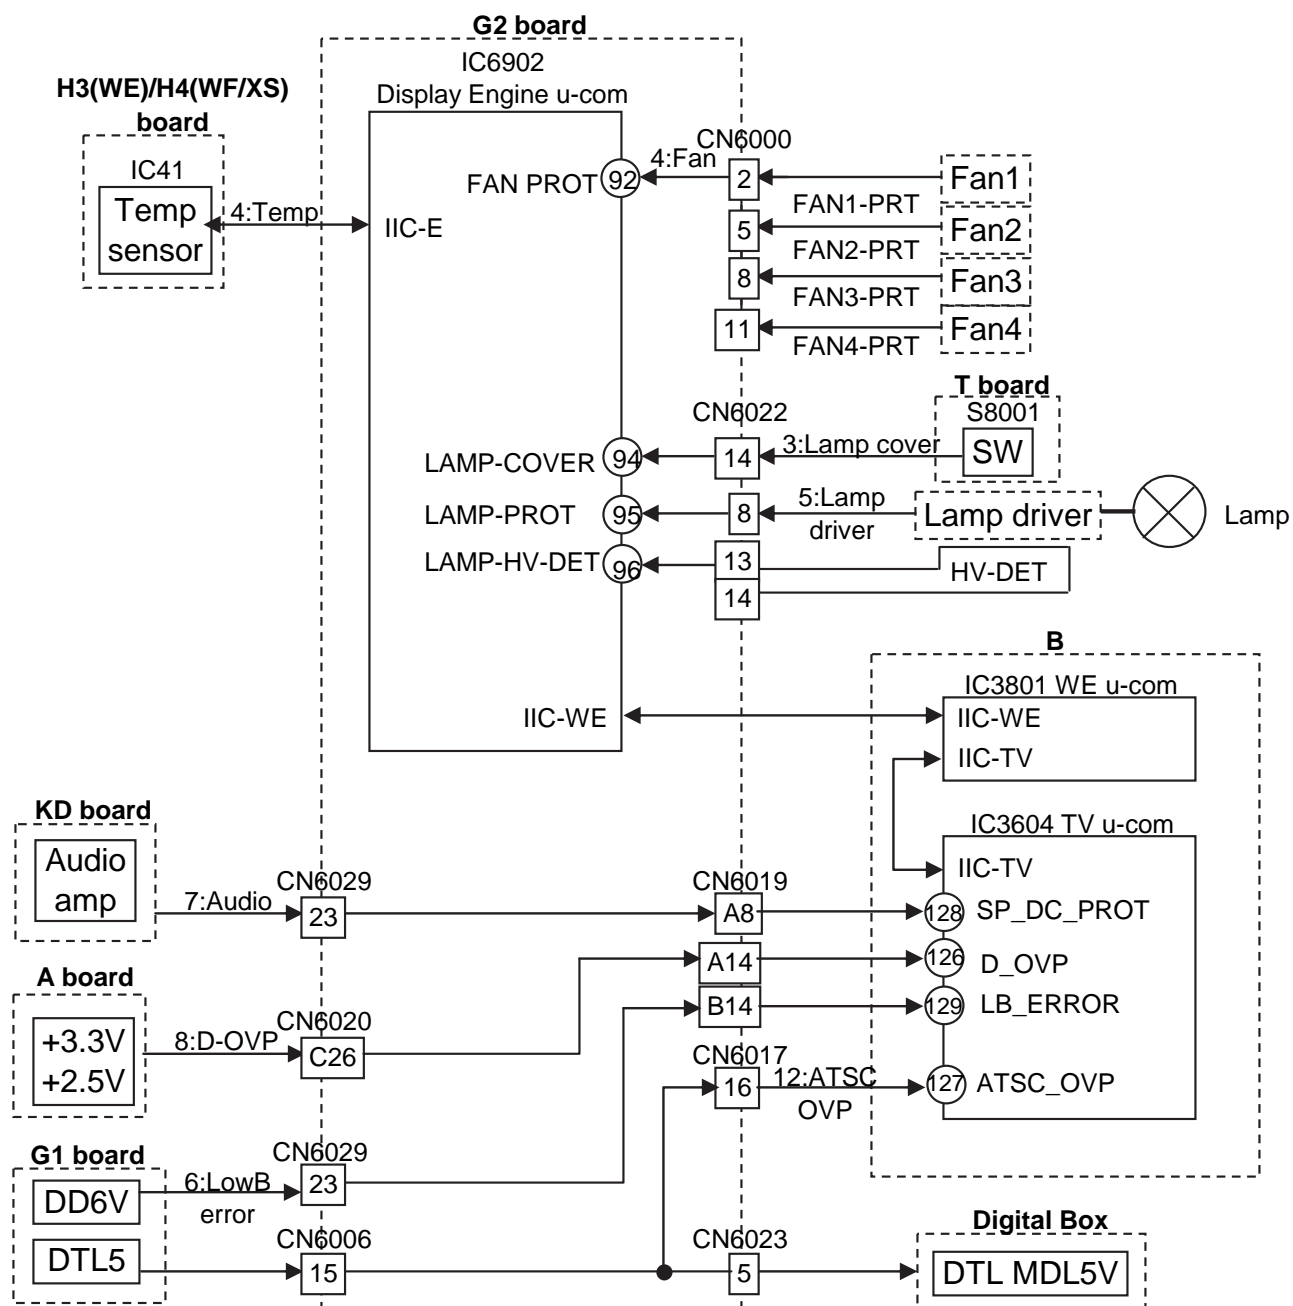 G2 board
IC6902
Display Engine u-com
H3(WE)/H4(WF/XS)
board
IC41
Temp
sensor
4:Temp
IIC-E
FAN PROT
92
4:Fan
CN6000
2
5
8
11
FAN1-PRT
FAN2-PRT
FAN3-PRT
FAN4-PRT
Fan1
Fan2
Fan3
Fan4
T board
S8001
SW
CN6022
LAMP-COVER
94
14
3:Lamp cover
LAMP-PROT
95
8
5:Lamp
driver
Lamp driver
Lamp
LAMP-HV-DET
96
13
14
HV-DET
B
IC3801 WE u-com
IIC-WE
IIC-WE
IIC-TV
IC3604 TV u-com
IIC-TV
KD board
Audio
amp
7:Audio
CN6029
23
CN6019
A8
128
SP_DC_PROT
A14
126
D_OVP
B14
129
LB_ERROR
A board
+3.3V
+2.5V
8:D-OVP
CN6020
C26
CN6017
16
12:ATSC
OVP
127
ATSC_OVP
G1 board
DD6V
6:LowB
error
CN6029
23
DTL5
CN6006
15
CN6023
5
Digital Box
DTL MDL5V